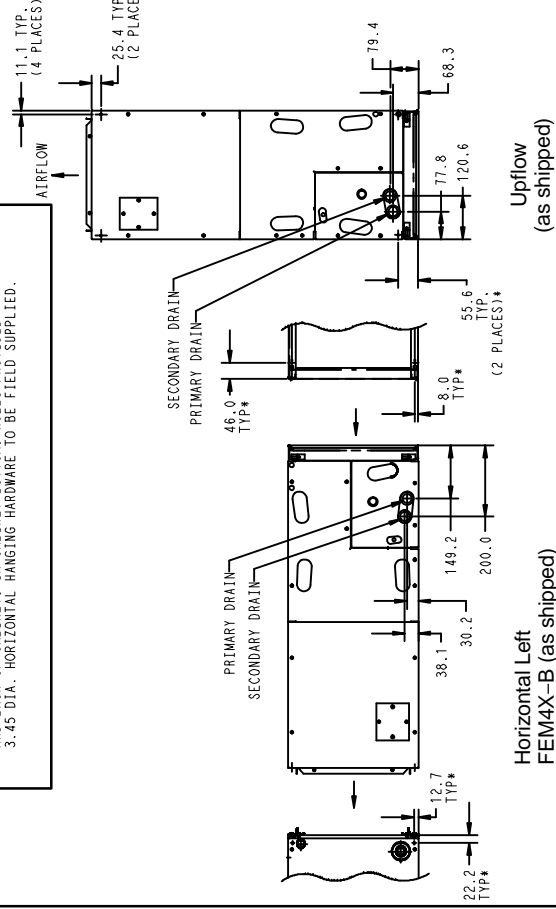 3.45 DIA. HORIZONTAL HANGING HARDWARE TO BE FIELD SUPPLIED.
11.1 TYP.
(4 PLACES)
25.4 TYP
(2 PLACE
AIRFLOW
79.4
68.3
77.8
120.6
SECONDARY DRAIN
PRIMARY DRAIN
55.6
TYP.
(2 PLACES)*
Upflow
(as shipped)
46.0
TYP*
8.0
TYP*
PRIMARY DRAIN
SECONDARY DRAIN
149.2
200.0
30.2
38.1
12.7
TYP*
22.2
TYP*
Horizontal Left
FEM4X–B (as shipped)